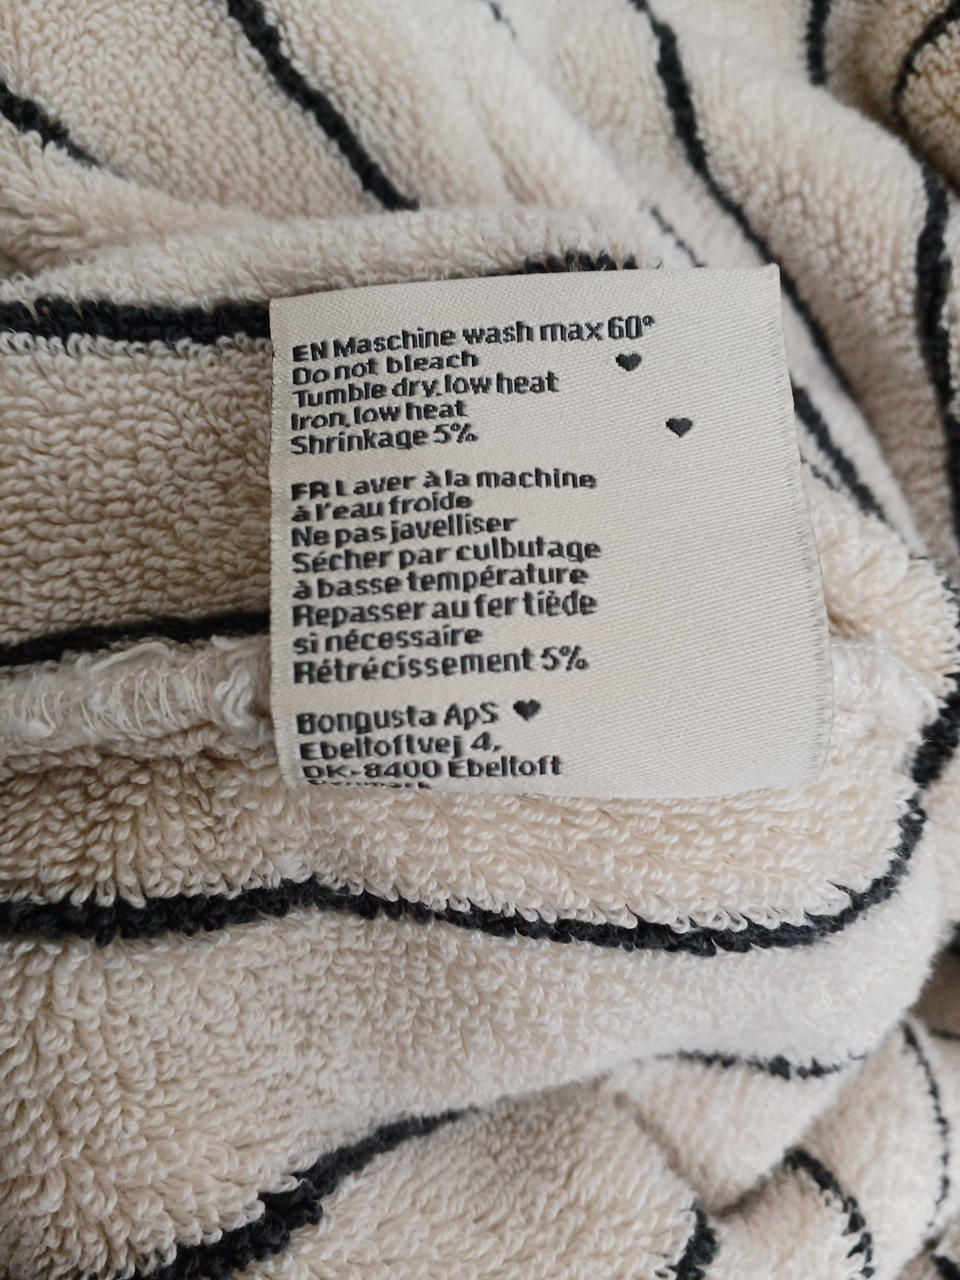 EN Maschine wash max 60°
Do not bleach
Tumble dry, low heat
Iron, low heat
Shrinkage 5%
FR Laver à la machine
à l'eau froide
Ne pas javelliser
Sécher par culbutage
à basse température
Repasser au fer tiède
si nécessaire
Rétrécissement 5%
Bongusta ApS ♥
Ebeltoftvej 4,
DK-8400 Ebeltoft